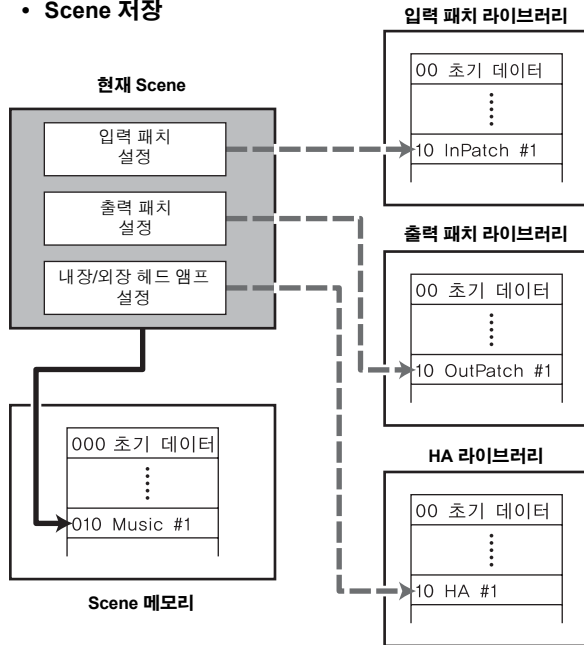 • Scene 저장
현재 Scene
입력 패치
설정
출력 패치
설정
내장/외장 헤드 앰프
설정
000 초기 데이터
010 Music #1
Scene 메모리
입력 패치 라이브러리
00 초기 데이터
10 InPatch #1
출력 패치 라이브러리
00 초기 데이터
10 OutPatch #1
HA 라이브러리
00 초기 데이터
10 HA #1